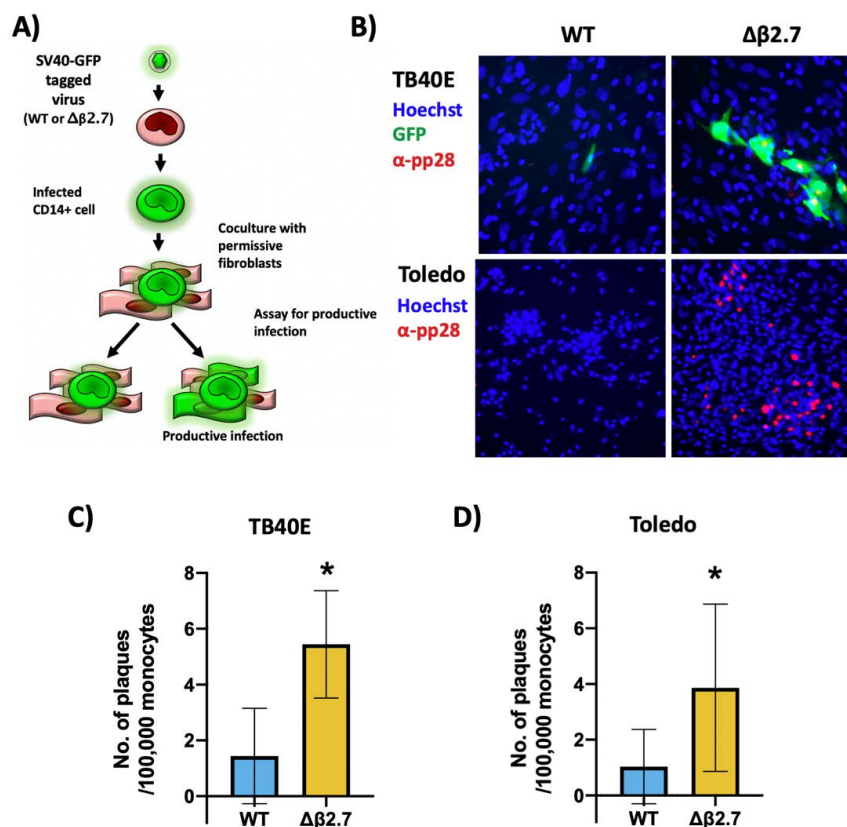 A)
SV40-GFP
tagged
virus
(WT or Δβ2.7)
Infected
CD14+ cell
Coculture with
permissive
fibroblasts
Assay for productive
infection
Productive infection
B)
WT
Δβ2.7
TB40E
Hoechst
GFP
α-pp28
Toledo
Hoechst
α-pp28
C)
TB40E
No. of plaques
/100,000 monocytes
8
6
4
2
0
*
WT
Δβ2.7
D)
Toledo
No. of plaques
/100,000 monocytes
8
6
4
2
0
*
WT
Δβ2.7